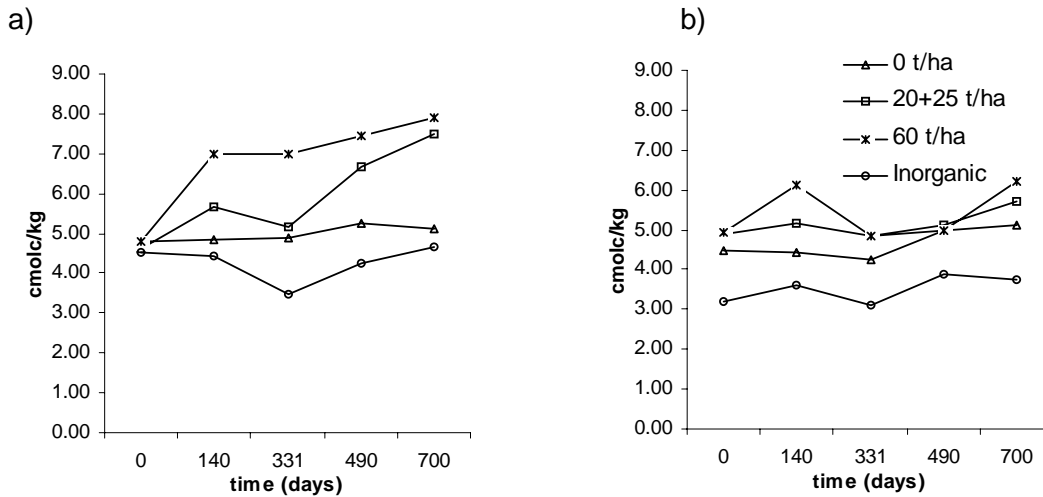 a)
9.00
8.00
7.00
6.00
5.00
4.00
3.00
2.00
1.00
0.00
cmolc/kg
0 140 331 490 700
time (days)
b)
9.00
8.00
7.00
6.00
5.00
4.00
3.00
2.00
1.00
0.00
cmolc/kg
0 140 331 490 700
time (days)
0 t/ha
20+25 t/ha
60 t/ha
Inorganic